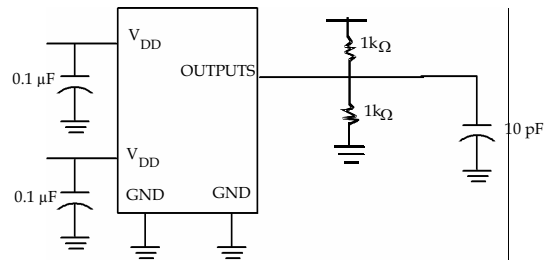 V_DD
0.1 µF
OUTPUTS
1kΩ
1kΩ
10 pF
V_DD
0.1 µF
GND
GND